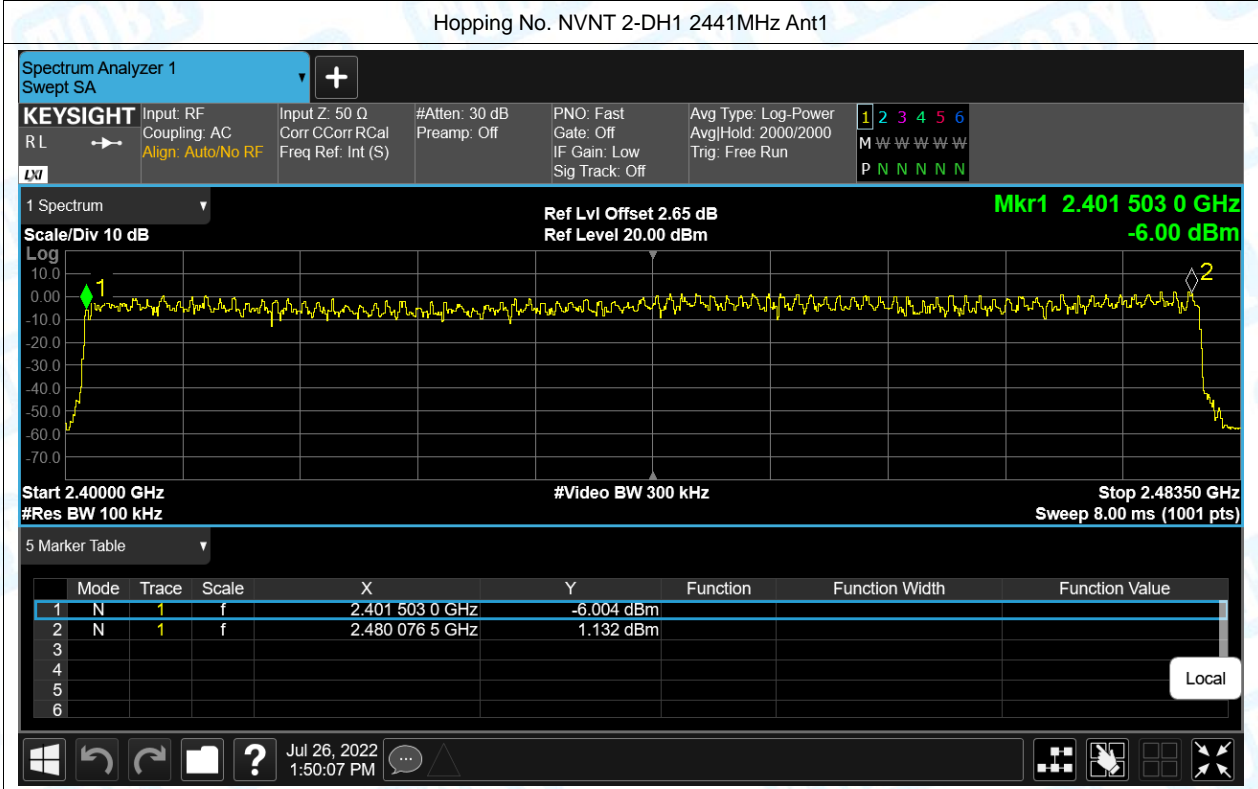 Hopping No. NVNT 2-DH1 2441MHz Ant1
Spectrum Analyzer 1
Swept SA
KEYSIGHT
R L
LXI
Input: RF
Coupling: AC
Align: Auto/No RF
Input Z: 50 Ω
Corr CCorr RCal
Freq Ref: Int (S)
#Atten: 30 dB
Preamp: Off
PNO: Fast
Gate: Off
IF Gain: Low
Sig Track: Off
Avg Type: Log-Power
Avg|Hold: 2000/2000
Trig: Free Run
1 2 3 4 5 6
M W W W W W
P N N N N N
1 Spectrum
Scale/Div 10 dB
Ref Lvl Offset 2.65 dB
Ref Level 20.00 dBm
Mkr1 2.401 503 0 GHz
-6.00 dBm
Log
10.0
0.00
-10.0
-20.0
-30.0
-40.0
-50.0
-60.0
-70.0
1
2
Start 2.40000 GHz
#Res BW 100 kHz
#Video BW 300 kHz
Stop 2.48350 GHz
Sweep 8.00 ms (1001 pts)
5 Marker Table
Mode Trace Scale X Y Function Function Width Function Value
1 N 1 f 2.401 503 0 GHz -6.004 dBm
2 N 1 f 2.480 076 5 GHz 1.132 dBm
3
4
5
6
Local
?
Jul 26, 2022
1:50:07 PM